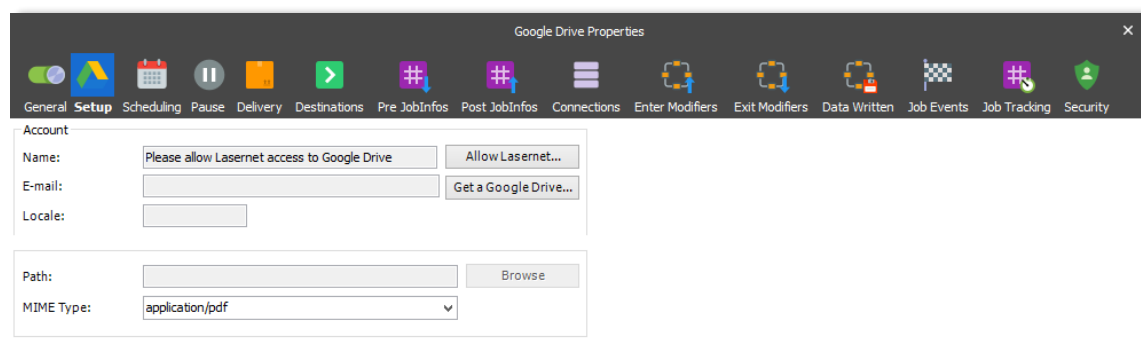 Google Drive Properties
General Setup Scheduling Pause Delivery Destinations Pre JobInfos Post JobInfos Connections Enter Modifiers Exit Modifiers Data Written Job Events Job Tracking Security
Account
Name: Please allow Lasernet access to Google Drive Allow Lasernet...
E-mail: Get a Google Drive...
Locale:
Path: Browse
MIME Type: application/pdf